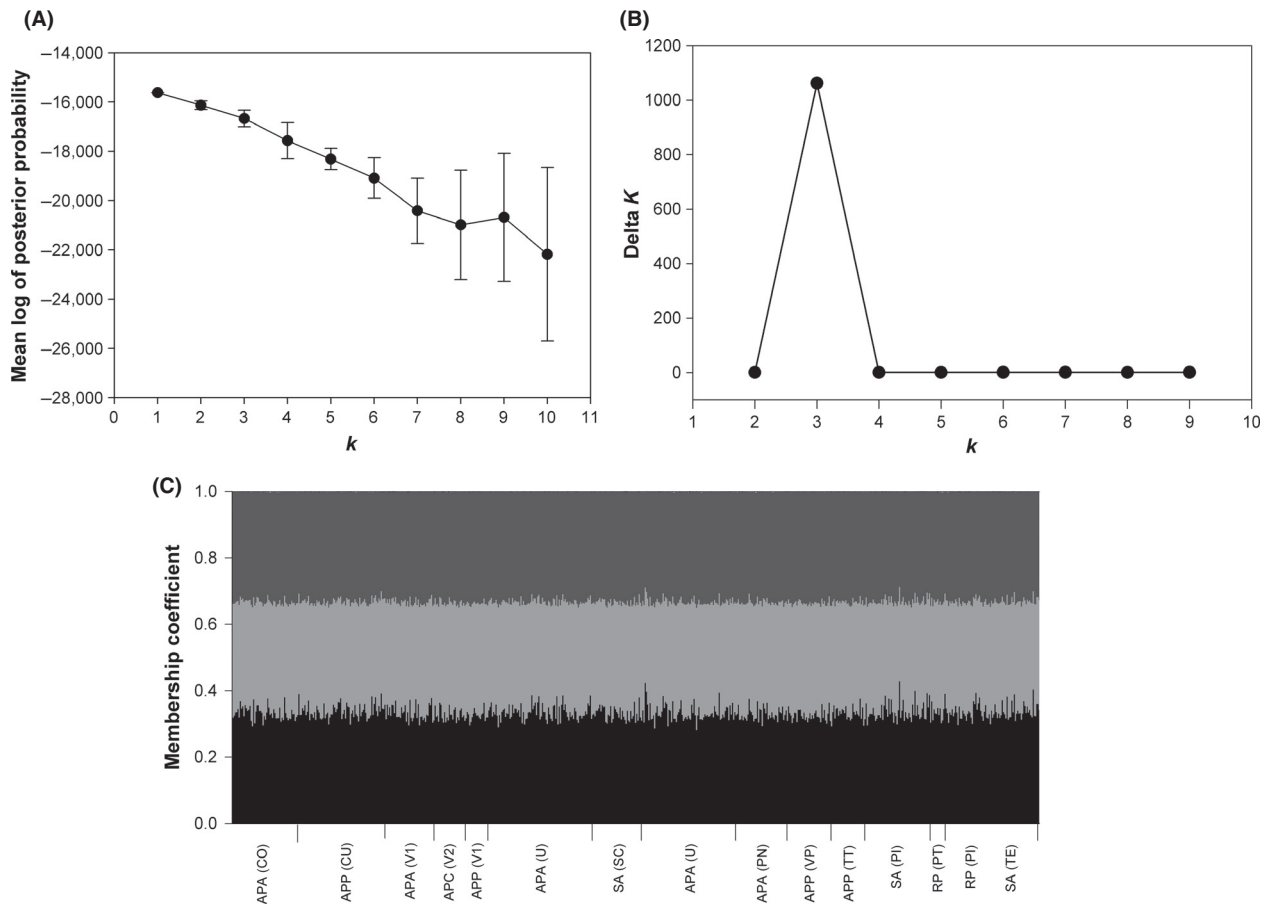 (A)
Mean log of posterior probability
–14,000
–16,000
–18,000
–20,000
–22,000
–24,000
–26,000
–28,000
0 1 2 3 4 5 6 7 8 9 10 11
k
(B)
Delta K
1200
1000
800
600
400
200
0
1 2 3 4 5 6 7 8 9 10
k
(C)
Membership coefficient
1.0
0.8
0.6
0.4
0.2
0.0
APA (CO)
APP (CU)
APA (V1)
APC (V2)
APP (V1)
APA (U)
SA (SC)
APA (U)
APA (PN)
APP (VP)
APP (TT)
SA (PI)
RP (PT)
RP (PI)
SA (TE)